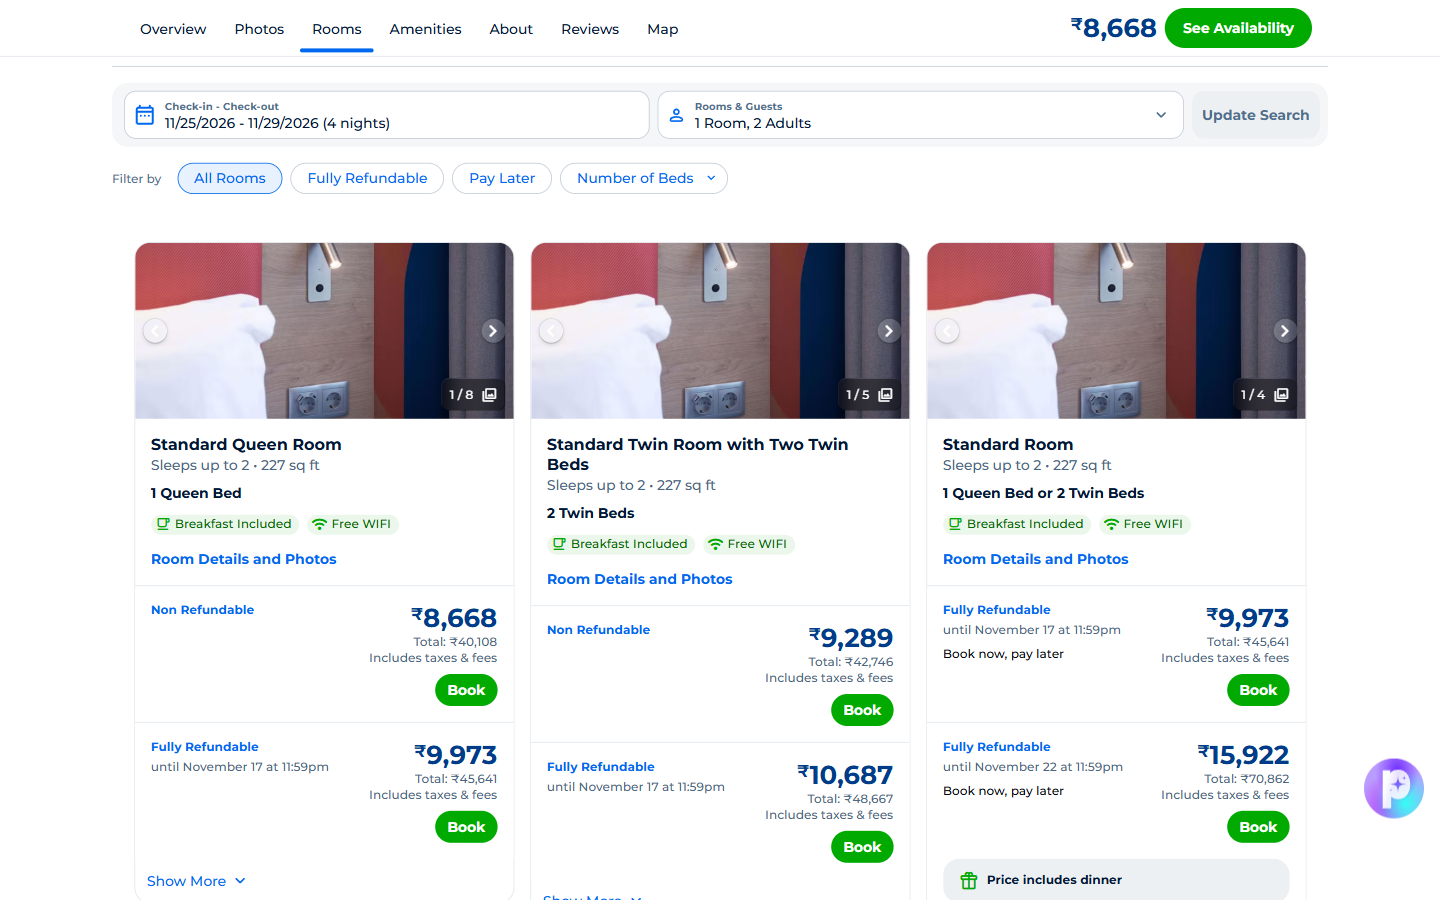 Overview Photos Rooms Amenities About Reviews Map
₹8,668 See Availability
Check-in - Check-out
11/25/2026 - 11/29/2026 (4 nights)
Rooms & Guests
1 Room, 2 Adults
Update Search
Filter by All Rooms Fully Refundable Pay Later Number of Beds
1 / 8
Standard Queen Room
Sleeps up to 2 • 227 sq ft
1 Queen Bed
Breakfast Included Free WIFI
Room Details and Photos
Non Refundable
₹8,668
Total: ₹40,108
Includes taxes & fees
Book
Fully Refundable
until November 17 at 11:59pm
₹9,973
Total: ₹45,641
Includes taxes & fees
Book
Show More
1 / 5
Standard Twin Room with Two Twin
Beds
Sleeps up to 2 • 227 sq ft
2 Twin Beds
Breakfast Included Free WIFI
Room Details and Photos
Non Refundable
₹9,289
Total: ₹42,746
Includes taxes & fees
Book
Fully Refundable
until November 17 at 11:59pm
₹10,687
Total: ₹48,667
Includes taxes & fees
Book
Show More
1 / 4
Standard Room
Sleeps up to 2 • 227 sq ft
1 Queen Bed or 2 Twin Beds
Breakfast Included Free WIFI
Room Details and Photos
Fully Refundable
until November 17 at 11:59pm
Book now, pay later
₹9,973
Total: ₹45,641
Includes taxes & fees
Book
Fully Refundable
until November 22 at 11:59pm
Book now, pay later
₹15,922
Total: ₹70,862
Includes taxes & fees
Book
Price includes dinner
p